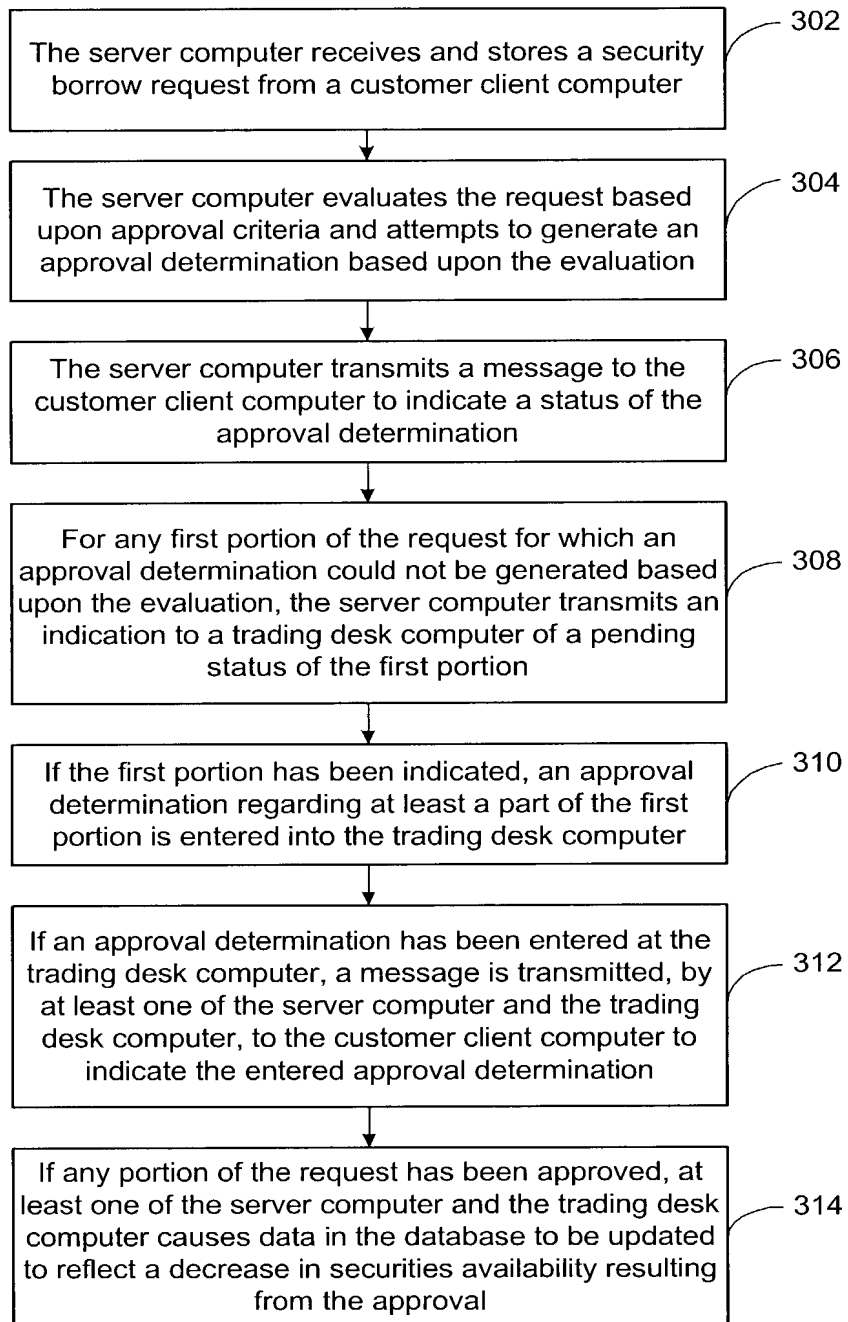 The server computer receives and stores a security
borrow request from a customer client computer
302
The server computer evaluates the request based
upon approval criteria and attempts to generate an
approval determination based upon the evaluation
304
The server computer transmits a message to the
customer client computer to indicate a status of the
approval determination
306
For any first portion of the request for which an
approval determination could not be generated based
upon the evaluation, the server computer transmits an
indication to a trading desk computer of a pending
status of the first portion
308
If the first portion has been indicated, an approval
determination regarding at least a part of the first
portion is entered into the trading desk computer
310
If an approval determination has been entered at the
trading desk computer, a message is transmitted, by
at least one of the server computer and the trading
desk computer, to the customer client computer to
indicate the entered approval determination
312
If any portion of the request has been approved, at
least one of the server computer and the trading desk
computer causes data in the database to be updated
to reflect a decrease in securities availability resulting
from the approval
314